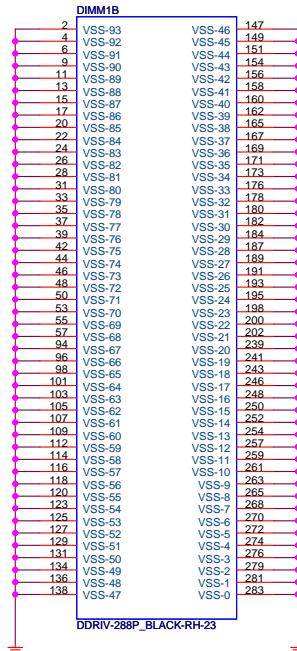 DIMM1B
2 VSS-93 VSS-46 147
4 VSS-92 VSS-45 149
6 VSS-91 VSS-44 151
9 VSS-90 VSS-43 154
11 VSS-89 VSS-42 156
13 VSS-88 VSS-41 158
15 VSS-87 VSS-40 160
17 VSS-86 VSS-39 162
20 VSS-85 VSS-38 165
22 VSS-84 VSS-37 167
24 VSS-83 VSS-36 169
26 VSS-82 VSS-35 171
28 VSS-81 VSS-34 173
31 VSS-80 VSS-33 176
33 VSS-79 VSS-32 178
35 VSS-78 VSS-31 180
37 VSS-77 VSS-30 182
39 VSS-76 VSS-29 184
42 VSS-75 VSS-28 187
44 VSS-74 VSS-27 189
46 VSS-73 VSS-26 191
48 VSS-72 VSS-25 193
50 VSS-71 VSS-24 195
53 VSS-70 VSS-23 198
55 VSS-69 VSS-22 200
57 VSS-68 VSS-21 202
94 VSS-67 VSS-20 239
96 VSS-66 VSS-19 241
98 VSS-65 VSS-18 243
101 VSS-64 VSS-17 246
103 VSS-63 VSS-16 248
105 VSS-62 VSS-15 250
107 VSS-61 VSS-14 252
109 VSS-60 VSS-13 254
112 VSS-59 VSS-12 257
114 VSS-58 VSS-11 259
116 VSS-57 VSS-10 261
118 VSS-56 VSS-9 263
120 VSS-55 VSS-8 265
123 VSS-54 VSS-7 268
125 VSS-53 VSS-6 270
127 VSS-52 VSS-5 272
129 VSS-51 VSS-4 274
131 VSS-50 VSS-3 276
134 VSS-49 VSS-2 279
136 VSS-48 VSS-1 281
138 VSS-47 VSS-0 283
DDRIV-288P_BLACK-RH-23